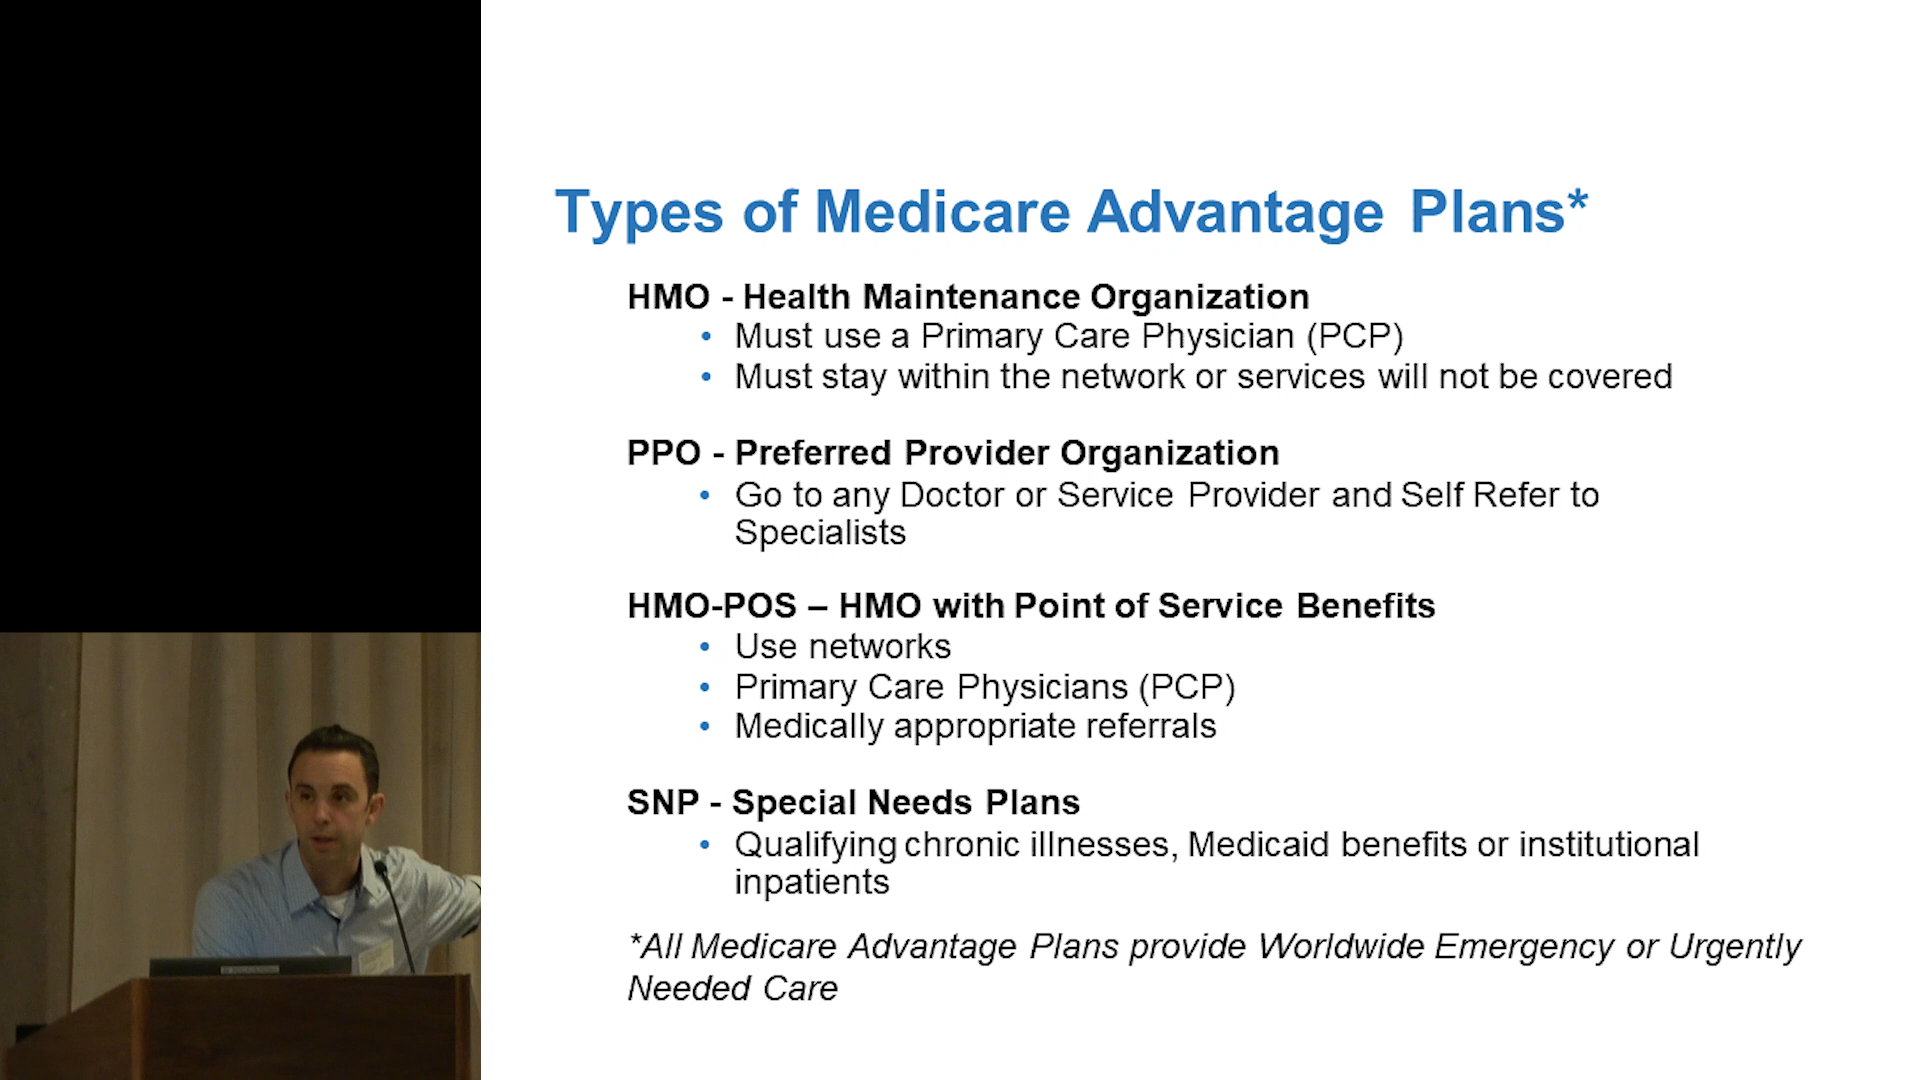 Types of Medicare Advantage Plans*
HMO - Health Maintenance Organization
• Must use a Primary Care Physician (PCP)
• Must stay within the network or services will not be covered
PPO - Preferred Provider Organization
• Go to any Doctor or Service Provider and Self Refer to
Specialists
HMO-POS – HMO with Point of Service Benefits
• Use networks
• Primary Care Physicians (PCP)
• Medically appropriate referrals
SNP - Special Needs Plans
• Qualifying chronic illnesses, Medicaid benefits or institutional
inpatients
*All Medicare Advantage Plans provide Worldwide Emergency or Urgently
Needed Care